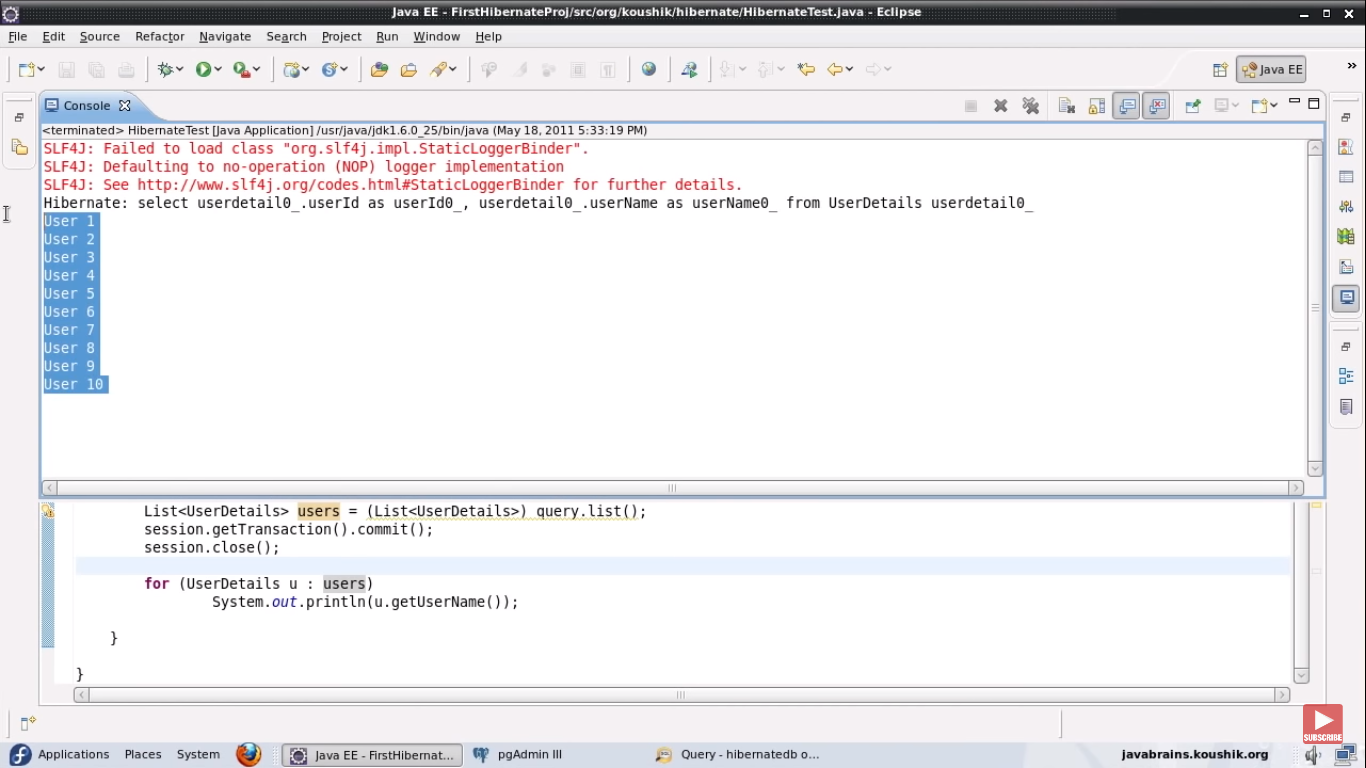 Java EE - FirstHibernateProj/src/org/koushik/hibernate/HibernateTest.java - Eclipse
File Edit Source Refactor Navigate Search Project Run Window Help
Java EE
Console
<terminated> HibernateTest [Java Application] /usr/java/jdk1.6.0_25/bin/java (May 18, 2011 5:33:19 PM)
SLF4J: Failed to load class "org.slf4j.impl.StaticLoggerBinder".
SLF4J: Defaulting to no-operation (NOP) logger implementation
SLF4J: See http://www.slf4j.org/codes.html#StaticLoggerBinder for further details.
Hibernate: select userdetail0_.userId as userId0_, userdetail0_.userName as userName0_ from UserDetails userdetail0_
User 1
User 2
User 3
User 4
User 5
User 6
User 7
User 8
User 9
User 10
List<UserDetails> users = (List<UserDetails>) query.list();
session.getTransaction().commit();
session.close();
for (UserDetails u : users)
System.out.println(u.getUserName());
}
}
SUBSCRIBE
Applications Places System Java EE - FirstHibernat... pgAdmin III Query - hibernatedb o... javabrains.koushik.org